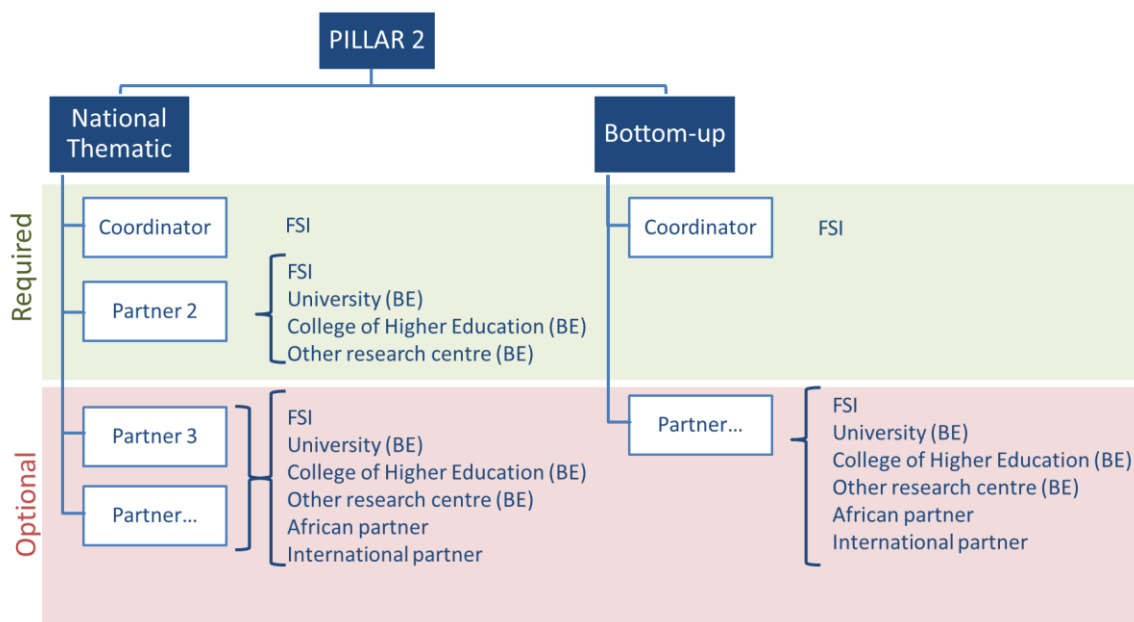 PILLAR 2
National
Thematic
Bottom-up
Required
Coordinator
FSI
Coordinator
FSI
Partner 2
FSI
University (BE)
College of Higher Education (BE)
Other research centre (BE)
Optional
Partner 3
Partner...
FSI
University (BE)
College of Higher Education (BE)
Other research centre (BE)
African partner
International partner
Partner...
FSI
University (BE)
College of Higher Education (BE)
Other research centre (BE)
African partner
International partner